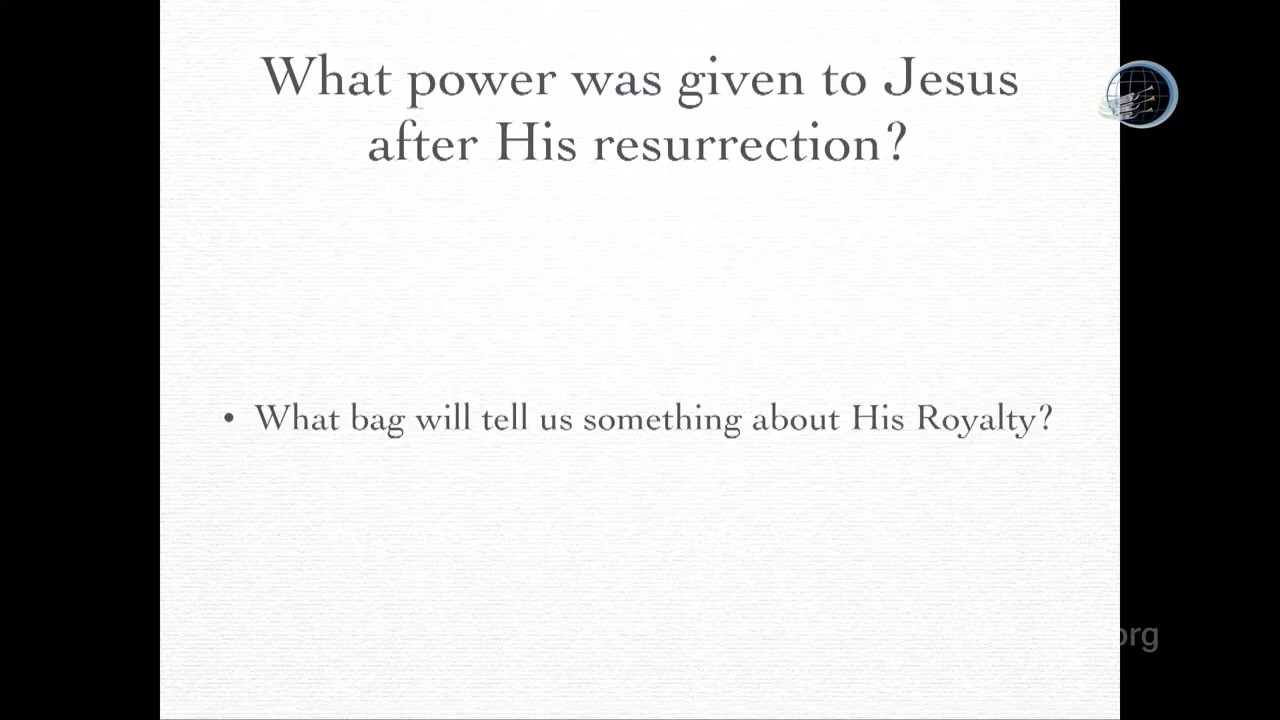 What power was given to Jesus
after His resurrection?
• What bag will tell us something about His Royalty?
org